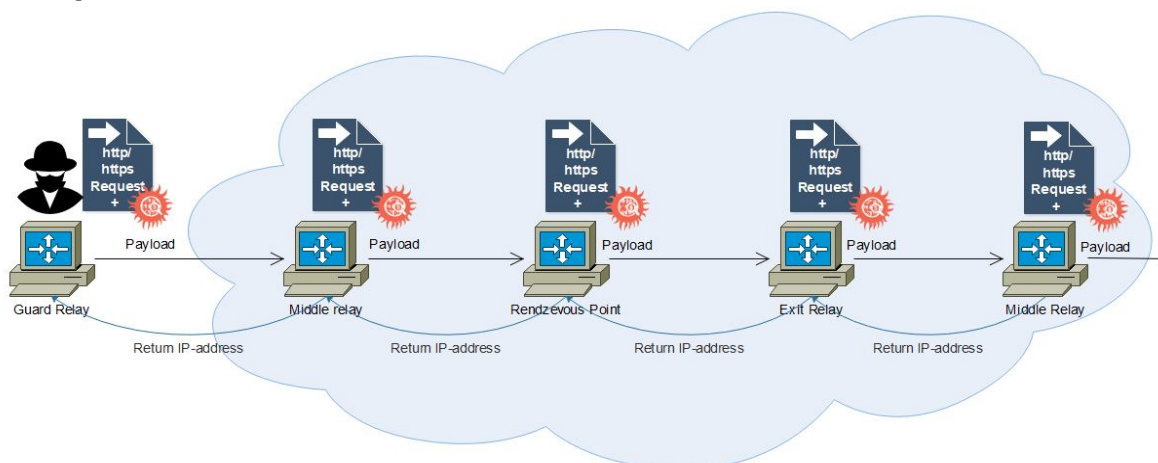 http/
https
Request
+
http/
https
Request
+
http/
https
Request
+
http/
https
Request
+
http/
https
Request
+
Payload
Payload
Payload
Payload
Payload
Guard Relay
Middle relay
Rendzevous Point
Exit Relay
Middle Relay
Return IP-address
Return IP-address
Return IP-address
Return IP-address